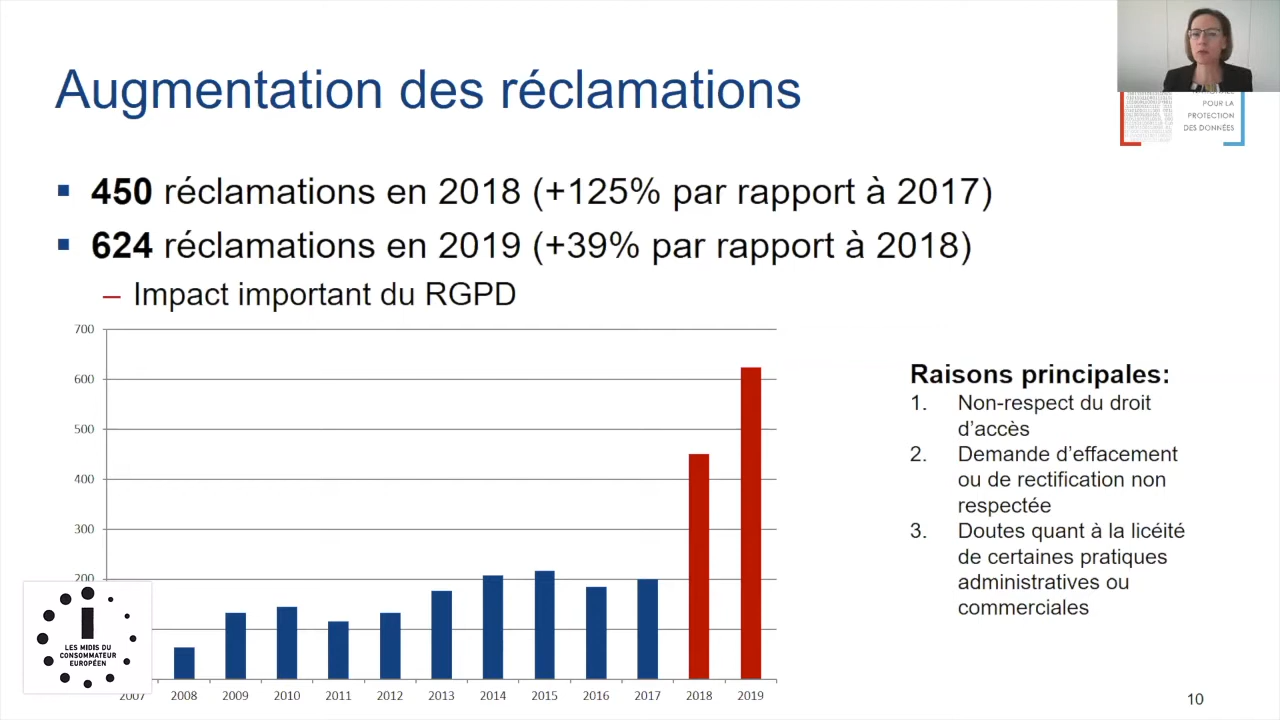 Augmentation des réclamations
POUR LA
PROTECTION
DES DONNÉES
▪ 450 réclamations en 2018 (+125% par rapport à 2017)
▪ 624 réclamations en 2019 (+39% par rapport à 2018)
– Impact important du RGPD
700
600
500
400
300
200
2007 2008 2009 2010 2011 2012 2013 2014 2015 2016 2017 2018 2019
Raisons principales:
1. Non-respect du droit
d’accès
2. Demande d’effacement
ou de rectification non
respectée
3. Doutes quant à la licéité
de certaines pratiques
administratives ou
commerciales
LES MIDIS DU
CONSOMMATEUR
EUROPÉEN
10